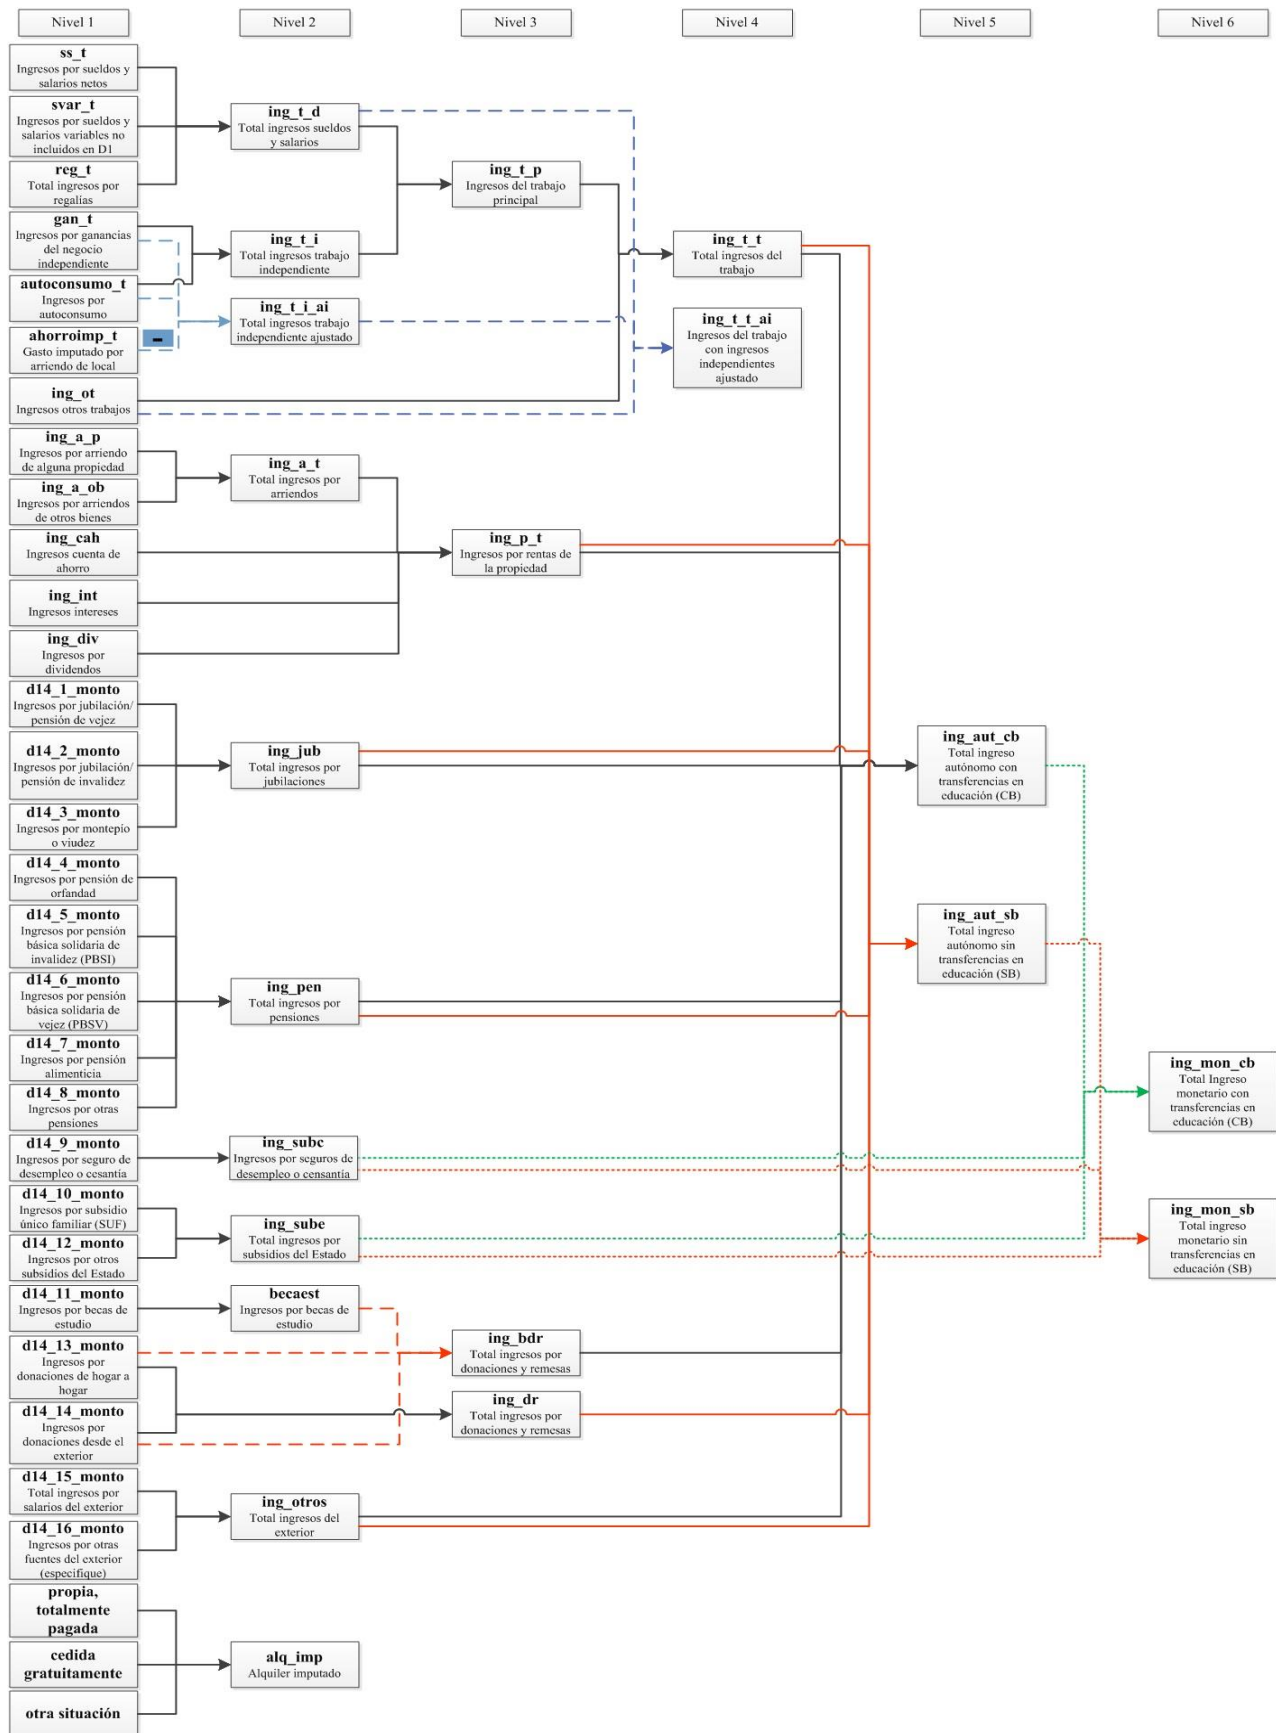 Nivel 1
Nivel 2
Nivel 3
Nivel 4
Nivel 5
Nivel 6
ss_t
Ingresos por sueldos y
salarios netos
svar_t
Ingresos por sueldos y
salarios variables no
incluidos en D1
reg_t
Total ingresos por
regalías
gan_t
Ingresos por ganancias
del negocio
independiente
autoconsumo_t
Ingresos por
autoconsumo
ahorroimp_t
Gasto imputado por
arriendo de local
-
ing_ot
Ingresos otros trabajos
ing_a_p
Ingresos por arriendo
de alguna propiedad
ing_a_ob
Ingresos por arriendos
de otros bienes
ing_cah
Ingresos cuenta de
ahorro
ing_int
Ingresos intereses
ing_div
Ingresos por
dividendos
d14_1_monto
Ingresos por jubilación/
pensión de vejez
d14_2_monto
Ingresos por jubilación/
pensión de invalidez
d14_3_monto
Ingresos por montepío
o viudez
d14_4_monto
Ingresos por pensión de
orfandad
d14_5_monto
Ingresos por pensión
básica solidaria de
invalidez (PBSI)
d14_6_monto
Ingresos por pensión
básica solidaria de
vejez (PBSV)
d14_7_monto
Ingresos por pensión
alimenticia
d14_8_monto
Ingresos por otras
pensiones
d14_9_monto
Ingresos por seguro de
desempleo o cesantía
d14_10_monto
Ingresos por subsidio
único familiar (SUF)
d14_12_monto
Ingresos por otros
subsidios del Estado
d14_11_monto
Ingresos por becas de
estudio
d14_13_monto
Ingresos por
donaciones de hogar a
hogar
d14_14_monto
Ingresos por
donaciones desde el
exterior
d14_15_monto
Total ingresos por
salarios del exterior
d14_16_monto
Ingresos por otras
fuentes del exterior
(especifique)
propia,
totalmente
pagada
cedida
gratuitamente
otra situación
ing_t_d
Total ingresos sueldos
y salarios
ing_t_i
Total ingresos trabajo
independiente
ing_t_i_ai
Total ingresos trabajo
independiente ajustado
ing_a_t
Total ingresos por
arriendos
ing_jub
Total ingresos por
jubilaciones
ing_pen
Total ingresos por
pensiones
ing_subc
Ingresos por seguros de
desempleo o censantía
ing_sube
Total ingresos por
subsidios del Estado
becaest
Ingresos por becas de
estudio
ing_otros
Total ingresos del
exterior
alq_imp
Alquiler imputado
ing_t_p
Ingresos del trabajo
principal
ing_p_t
Ingresos por rentas de
la propiedad
ing_bdr
Total ingresos por
donaciones y remesas
ing_dr
Total ingresos por
donaciones y remesas
ing_t_t
Total ingresos del
trabajo
ing_t_t_ai
Ingresos del trabajo
con ingresos
independientes
ajustado
ing_aut_cb
Total ingreso
autónomo con
transferencias en
educación (CB)
ing_aut_sb
Total ingreso
autónomo sin
transferencias en
educación (SB)
ing_mon_cb
Total Ingreso
monetario con
transferencias en
educación (CB)
ing_mon_sb
Total ingreso
monetario sin
transferencias en
educación (SB)